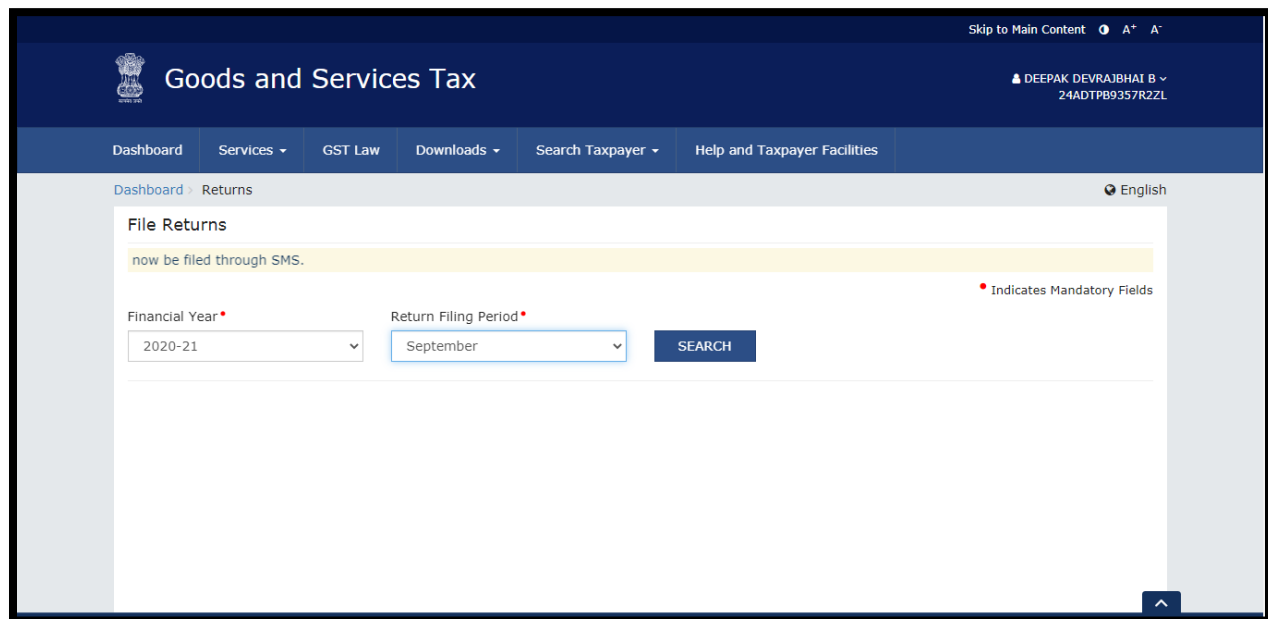 Skip to Main Content A+ A-
Goods and Services Tax
DEEPAK DEVRAJBHAI B
24ADTPB9357R2ZL
Dashboard Services GST Law Downloads Search Taxpayer Help and Taxpayer Facilities
Dashboard > Returns English
File Returns
now be filed through SMS.
• Indicates Mandatory Fields
Financial Year• Return Filing Period•
2020-21 September SEARCH